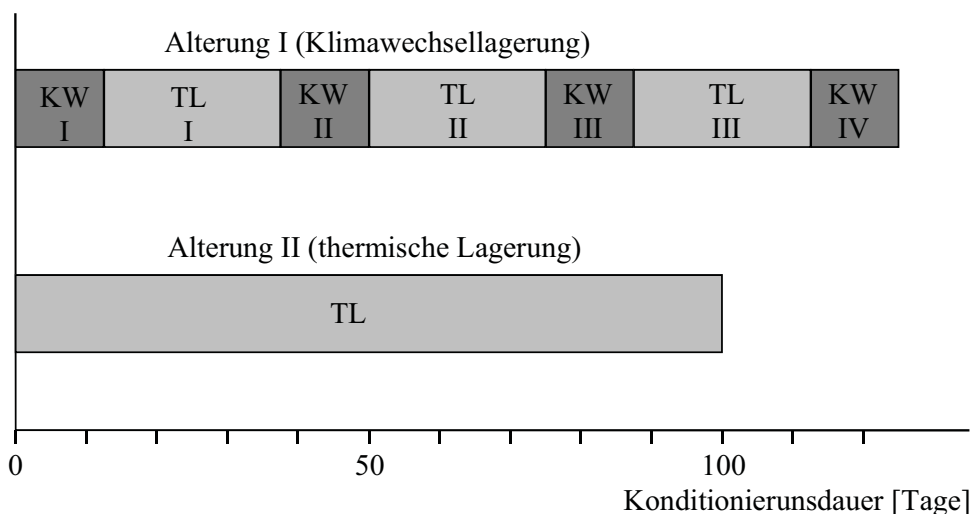 Alterung I (Klimawechsellagerung)
KW TL KW TL KW TL KW
I I II II III III IV
Alterung II (thermische Lagerung)
TL
0 50 100
Konditionierunsdauer [Tage]